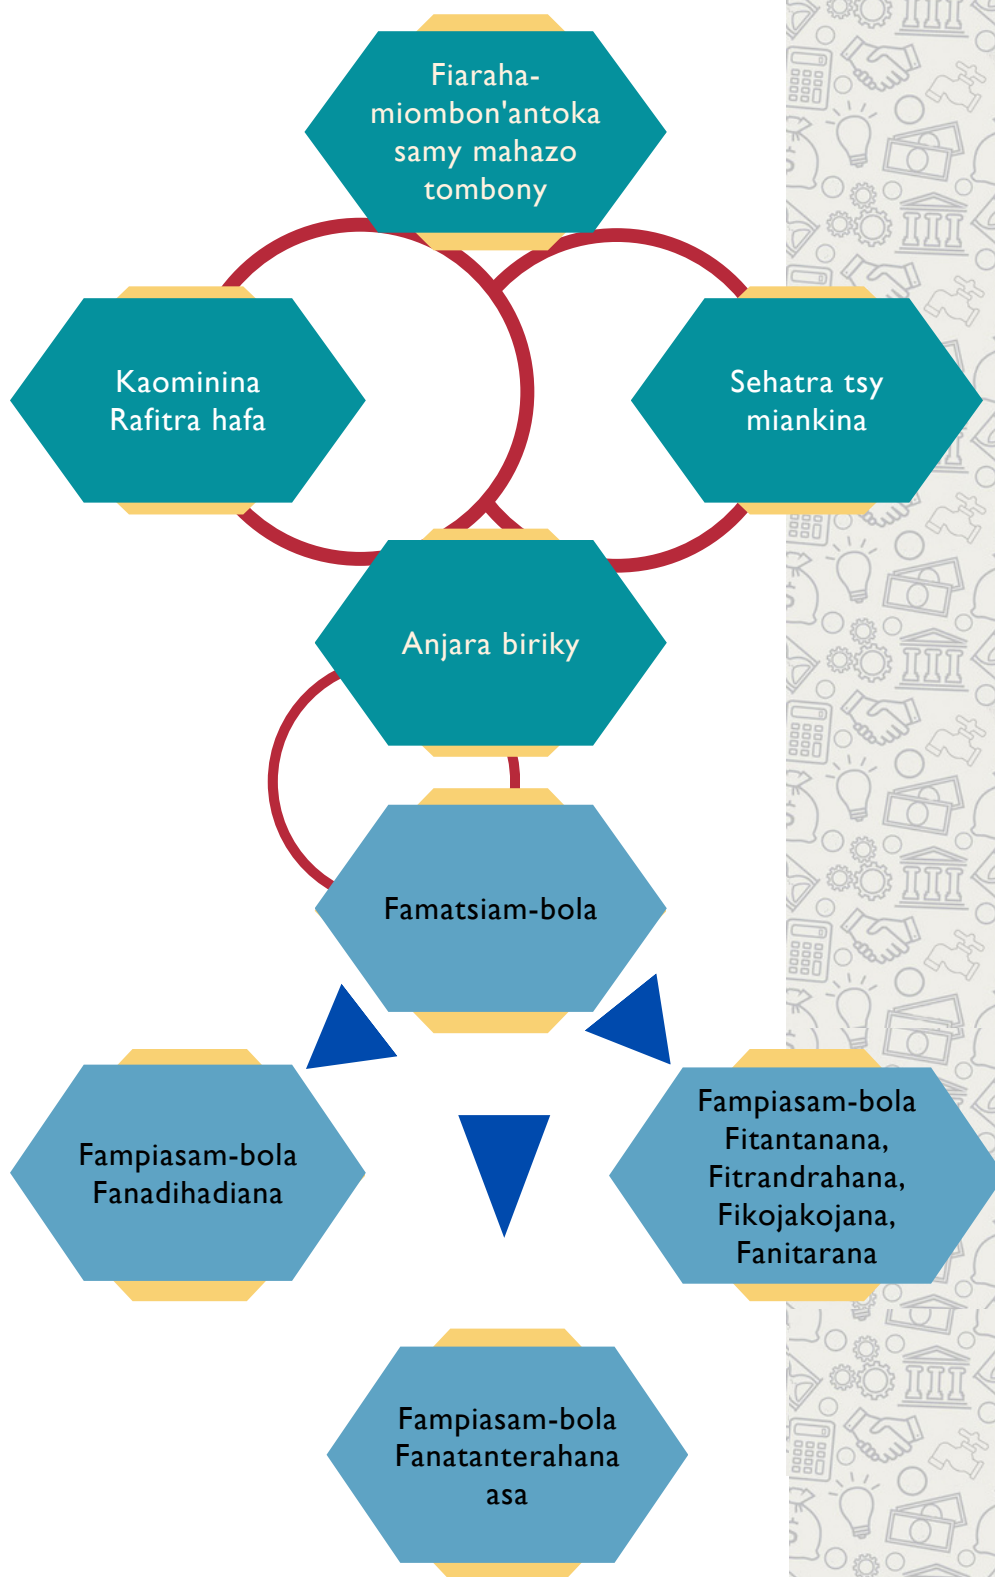 Fiaraha-
miombon'antoka
samy mahazo
tombony
Kaominina
Rafitra hafa
Sehatra tsy
miankina
Anjara biriky
Famatsiam-bola
Fampiasam-bola
Fanadihadiana
Fampiasam-bola
Fitantanana,
Fitrandrahana,
Fikojakojana,
Fanitarana
Fampiasam-bola
Fanatanterahana
asa